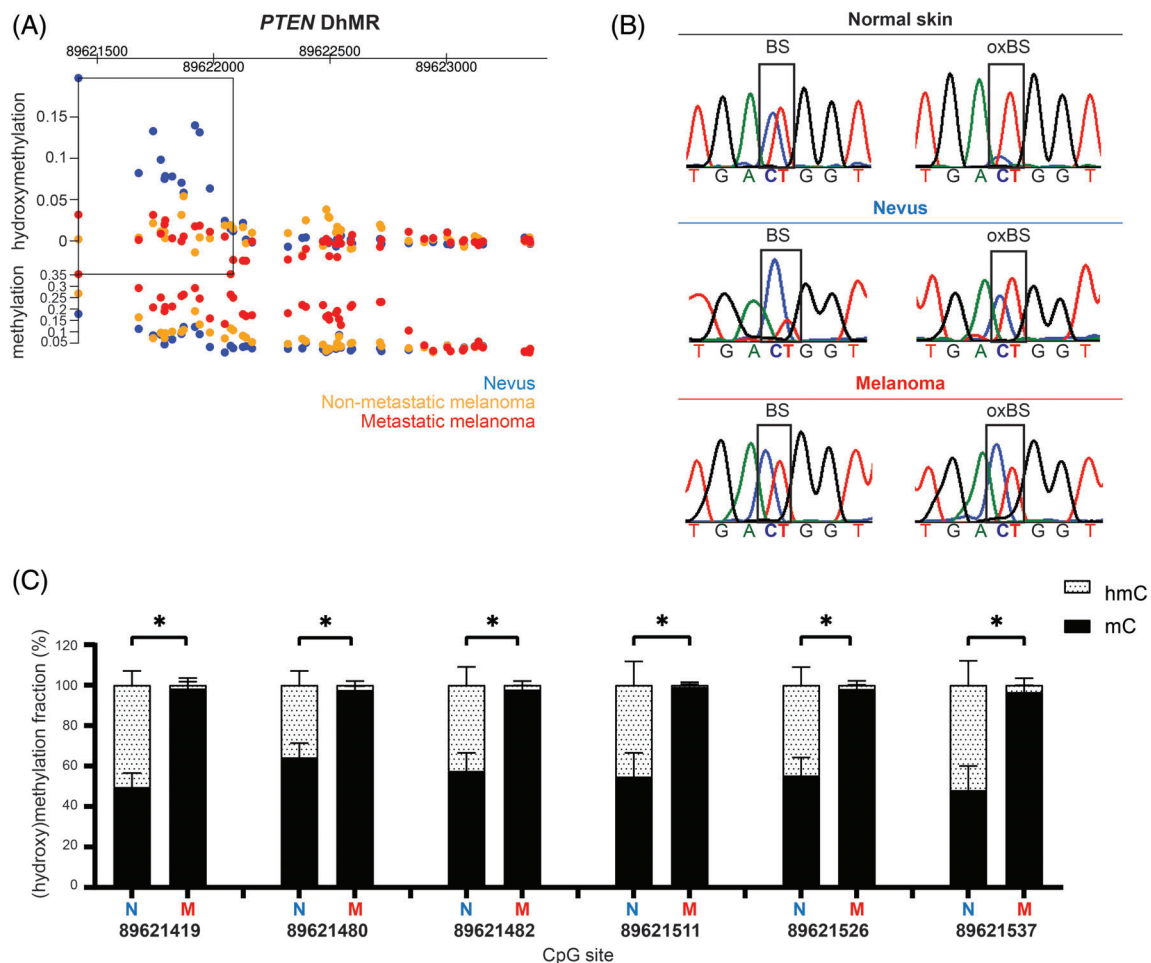 (A)
PTEN DhMR
89621500
89622000
89622500
89623000
hydroxymethylation
0.15
0.1
0.05
0
methylation
0.35
0.3
0.25
0.2
0.15
0.1
0.05
Nevus
Non-metastatic melanoma
Metastatic melanoma
(B)
Normal skin
BS oxBS
T G A C T G G T T G A C T G G T
Nevus
BS oxBS
T G A C T G G T T G A C T G G T
Melanoma
BS oxBS
T G A C T G G T T G A C T G G T
(C)
hmC
mC
(hydroxy)methylation fraction (%)
120
100
80
60
40
20
0
* * * * * *
N M N M N M N M N M N M
89621419 89621480 89621482 89621511 89621526 89621537
CpG site